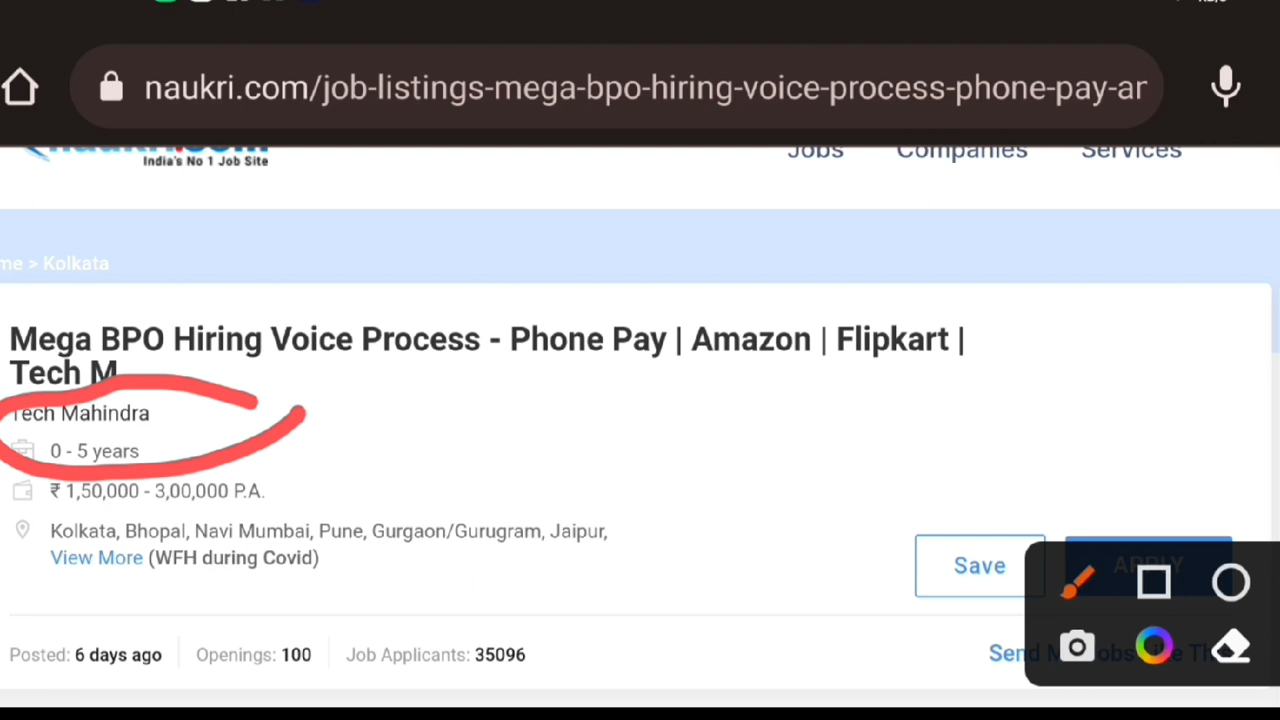 naukri.com/job-listings-mega-bpo-hiring-voice-process-phone-pay-ar
India's No 1 Job Site
Jobs Companies Services
me > Kolkata
Mega BPO Hiring Voice Process - Phone Pay | Amazon | Flipkart |
Tech M
Tech Mahindra
0 - 5 years
₹ 1,50,000 - 3,00,000 P.A.
Kolkata, Bhopal, Navi Mumbai, Pune, Gurgaon/Gurugram, Jaipur,
View More (WFH during Covid)
Save APPLY
Posted: 6 days ago Openings: 100 Job Applicants: 35096
Send